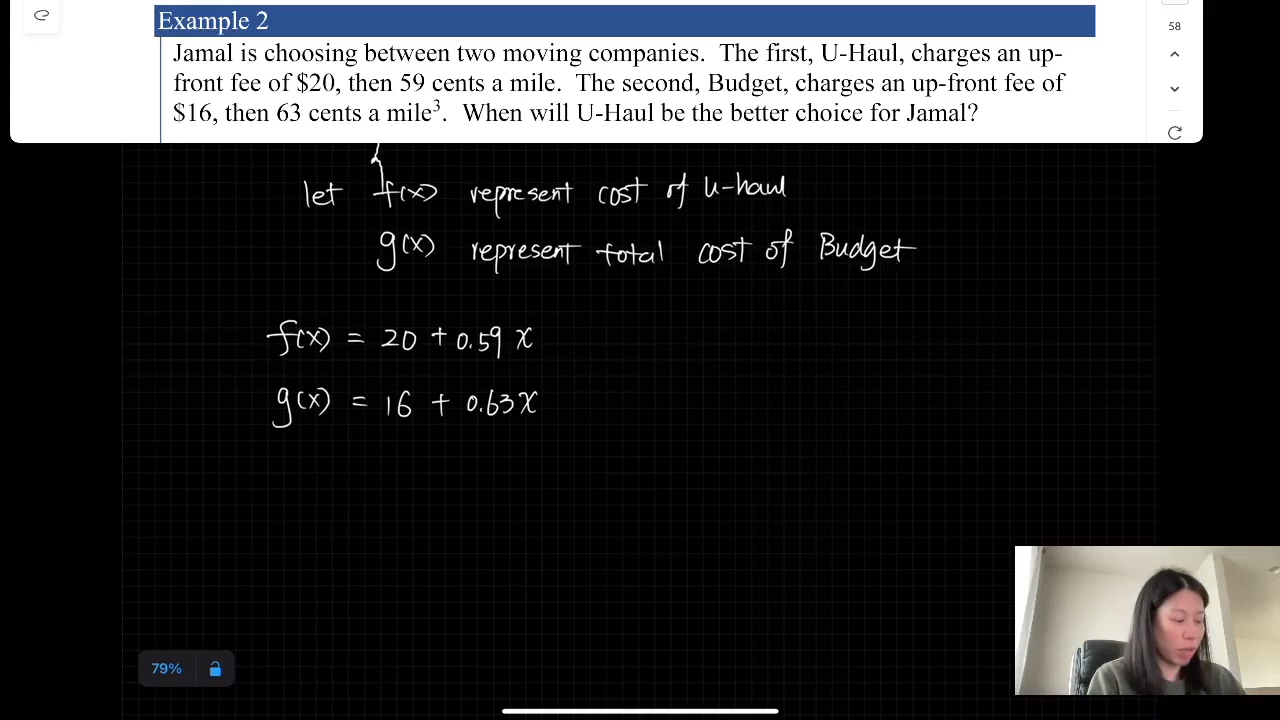 58
Example 2
Jamal is choosing between two moving companies. The first, U-Haul, charges an up-
front fee of $20, then 59 cents a mile. The second, Budget, charges an up-front fee of
$16, then 63 cents a mile³. When will U-Haul be the better choice for Jamal?
let f(x) represent cost of U-haul
g(x) represent total cost of Budget
f(x) = 20 + 0.59 x
g(x) = 16 + 0.63x
79%